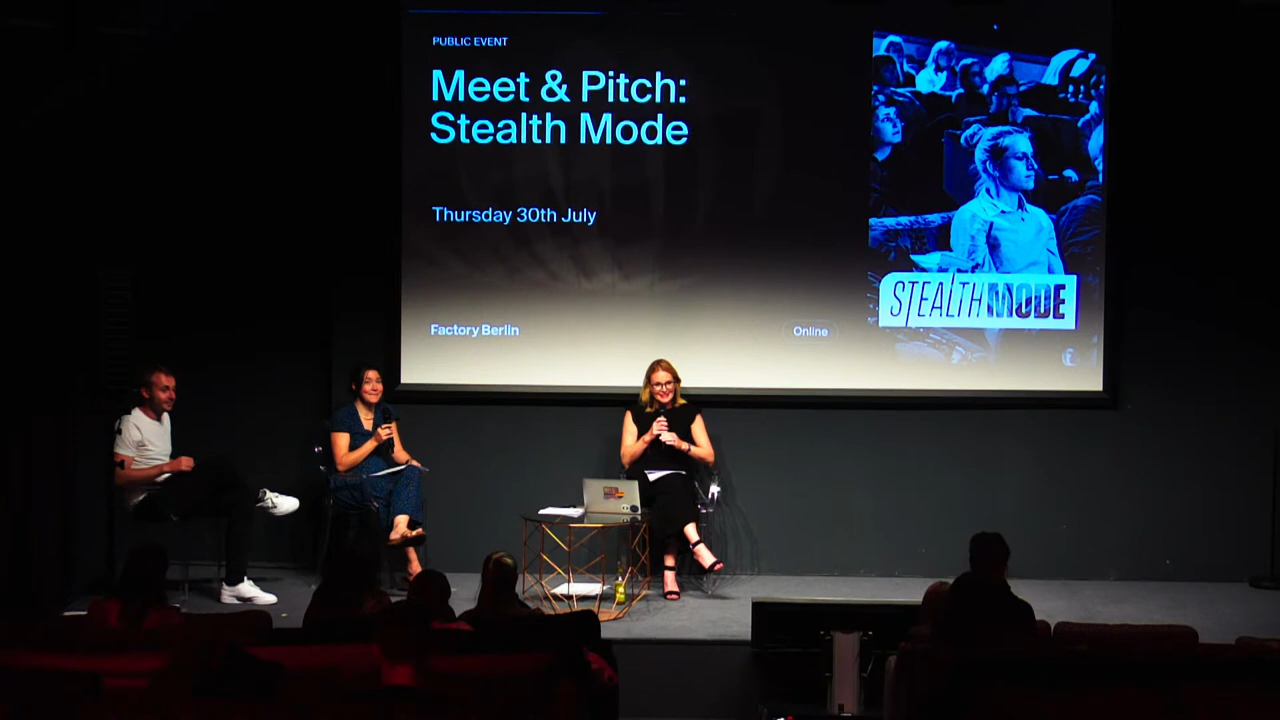 PUBLIC EVENT
Meet & Pitch:
Stealth Mode
Thursday 30th July
Factory Berlin
Online
STEALTHMODE